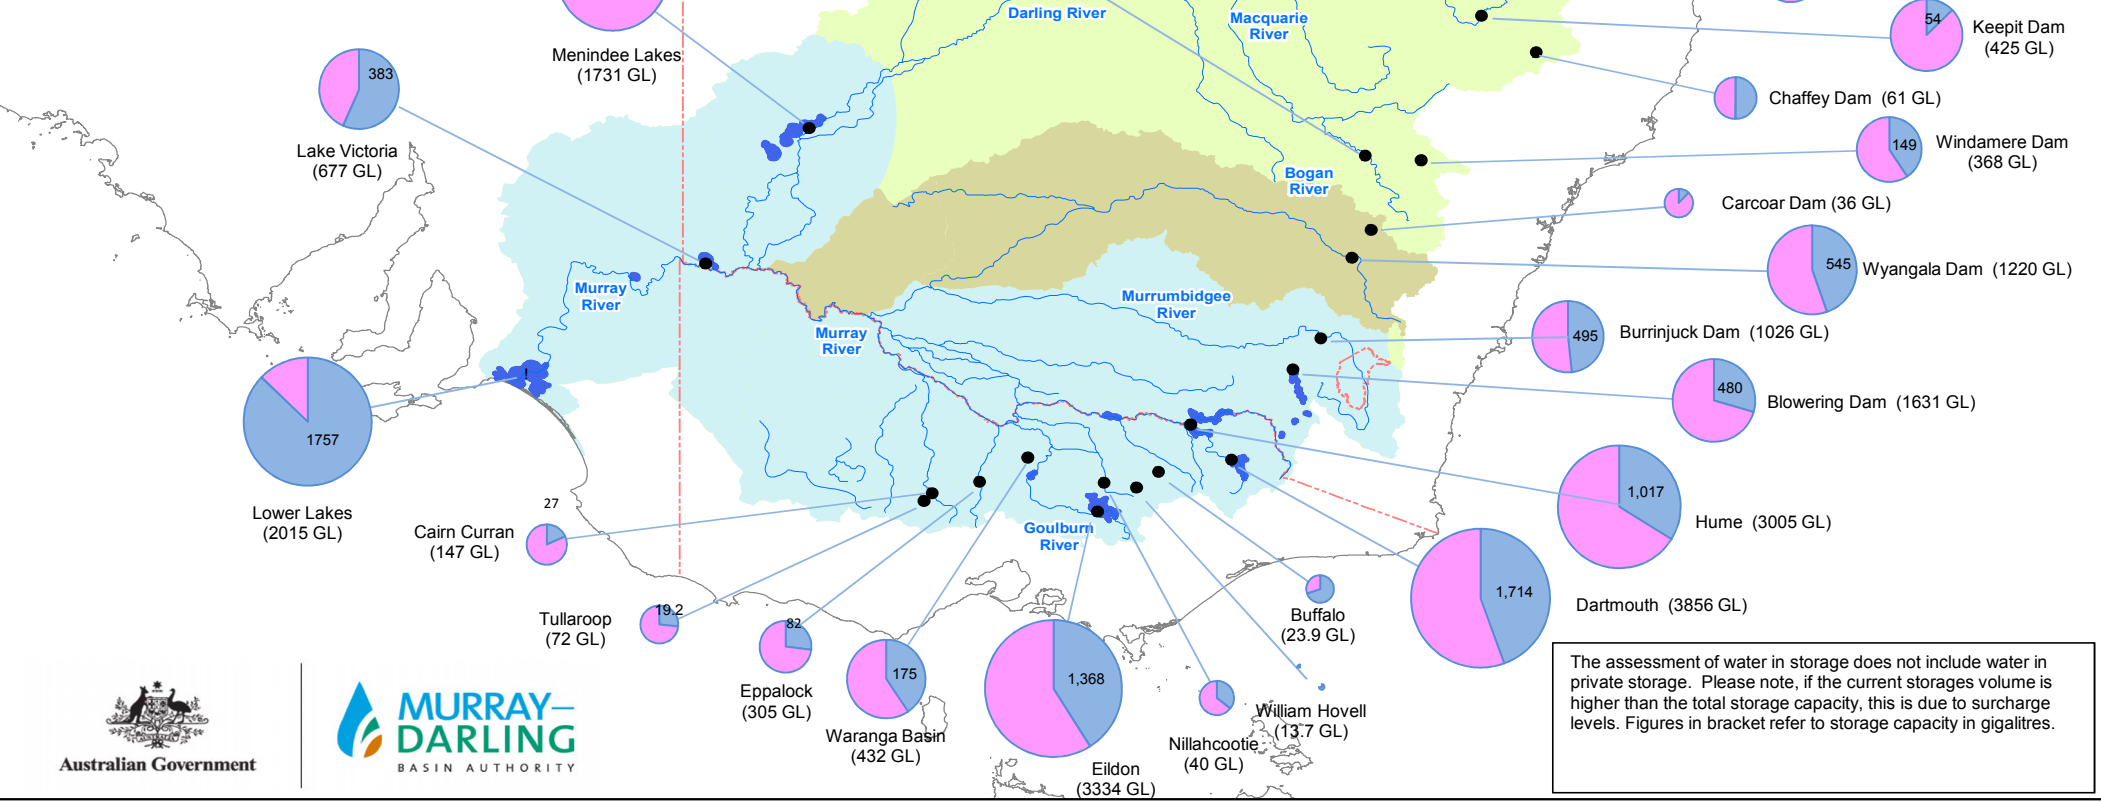 Darling River
Macquarie
River
54
Keepit Dam
(425 GL)
Menindee Lakes
(1731 GL)
383
Lake Victoria
(677 GL)
Chaffey Dam (61 GL)
149
Windamere Dam
(368 GL)
Bogan
River
Carcoar Dam (36 GL)
545
Wyangala Dam (1220 GL)
Murray
River
Murrumbidgee
River
Murray
River
495
Burrinjuck Dam (1026 GL)
480
Blowering Dam (1631 GL)
!
1757
Lower Lakes
(2015 GL)
27
Cairn Curran
(147 GL)
Goulburn
River
1,017
Hume (3005 GL)
1,714
Dartmouth (3856 GL)
19.2
Tullaroop
(72 GL)
82
Eppalock
(305 GL)
175
Waranga Basin
(432 GL)
1,368
Eildon
(3334 GL)
Nillahcootie
(40 GL)
William Hovell
(13.7 GL)
Buffalo
(23.9 GL)
The assessment of water in storage does not include water in
private storage. Please note, if the current storages volume is
higher than the total storage capacity, this is due to surcharge
levels. Figures in bracket refer to storage capacity in gigalitres.
Australian Government
MURRAY–
DARLING
BASIN AUTHORITY